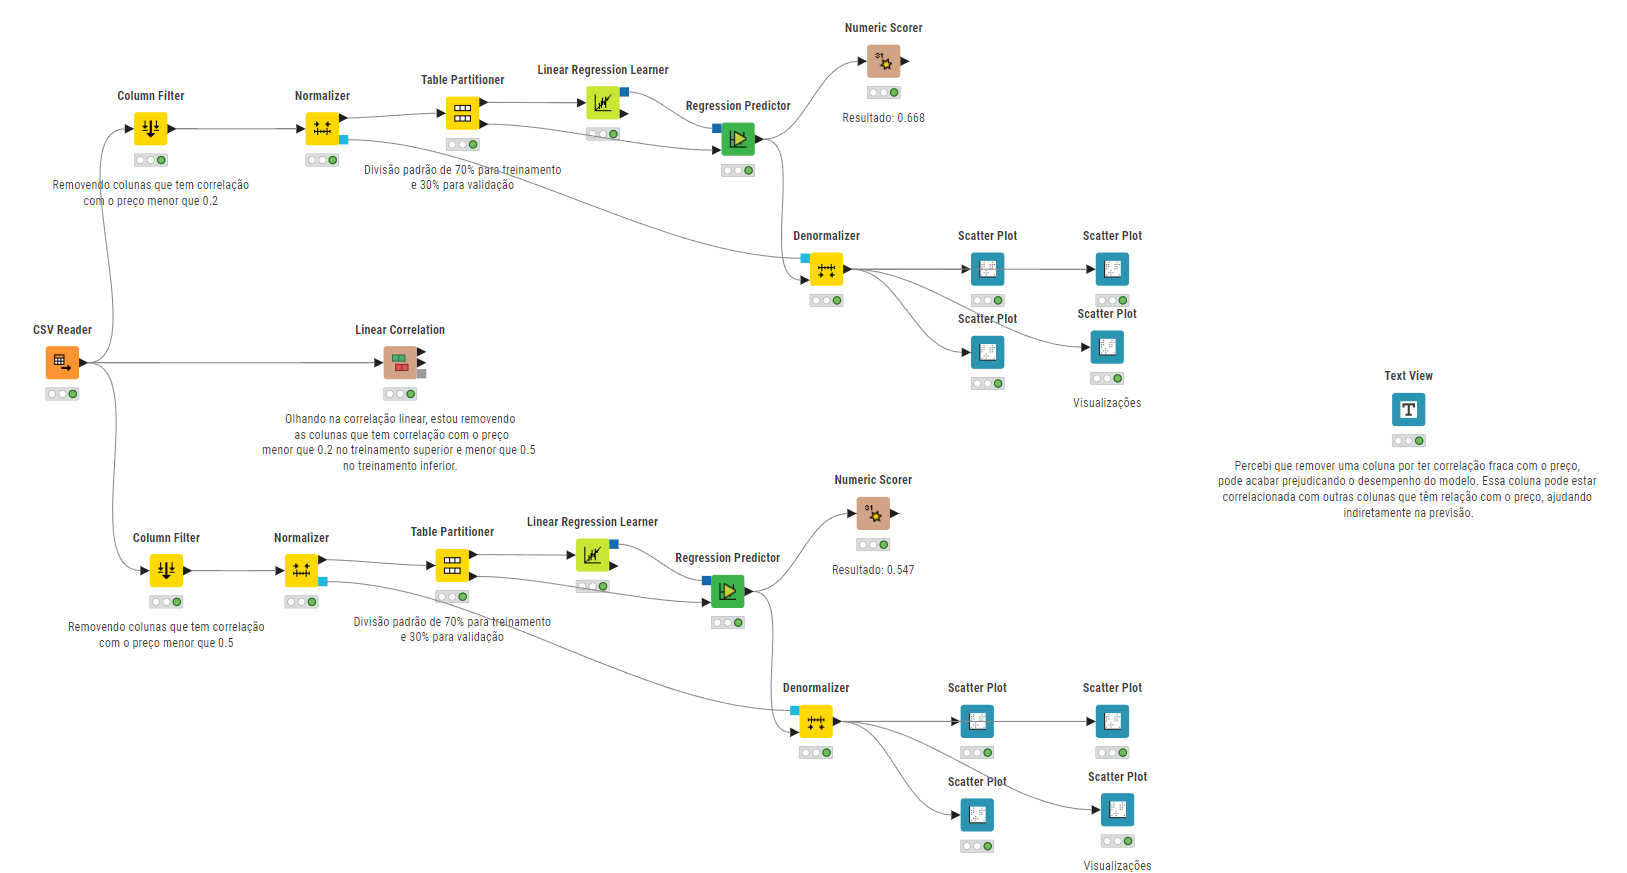 Numeric Scorer
Resultado: 0.668
Linear Regression Learner
Table Partitioner
Divisão padrão de 70% para treinamento
e 30% para validação
Column Filter
Removendo colunas que tem correlação
com o preço menor que 0.2
Normalizer
Regression Predictor
Denormalizer
Scatter Plot
Scatter Plot
Scatter Plot
Scatter Plot
Visualizações
CSV Reader
Linear Correlation
Olhando na correlação linear, estou removendo
as colunas que tem correlação com o preço
menor que 0.2 no treinamento superior e menor que 0.5
no treinamento inferior.
Text View
T
Percebi que remover uma coluna por ter correlação fraca com o preço,
pode acabar prejudicando o desempenho do modelo. Essa coluna pode estar
correlacionada com outras colunas que têm relação com o preço, ajudando
indiretamente na previsão.
Numeric Scorer
Resultado: 0.547
Linear Regression Learner
Table Partitioner
Divisão padrão de 70% para treinamento
e 30% para validação
Column Filter
Removendo colunas que tem correlação
com o preço menor que 0.5
Normalizer
Regression Predictor
Denormalizer
Scatter Plot
Scatter Plot
Scatter Plot
Scatter Plot
Visualizações